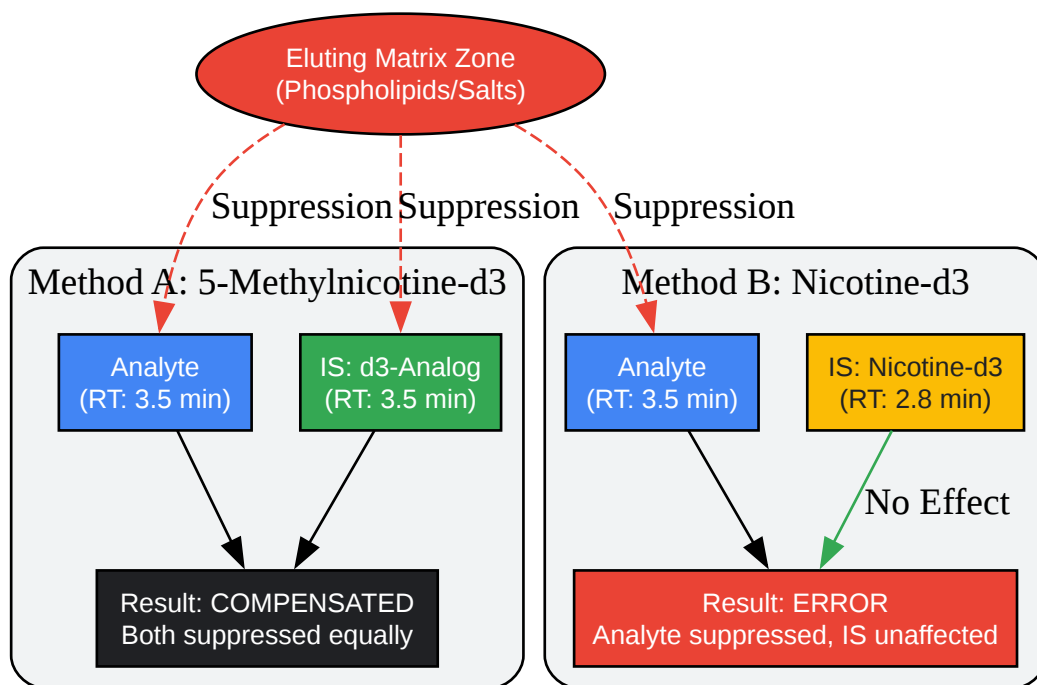 Eluting Matrix Zone
(Phospholipids/Salts)
Suppression
Suppression
Suppression
Method A: 5-Methylnicotine-d3
Analyte
(RT: 3.5 min)
IS: d3-Analog
(RT: 3.5 min)
Result: COMPENSATED
Both suppressed equally
Method B: Nicotine-d3
Analyte
(RT: 3.5 min)
IS: Nicotine-d3
(RT: 2.8 min)
No Effect
Result: ERROR
Analyte suppressed, IS unaffected